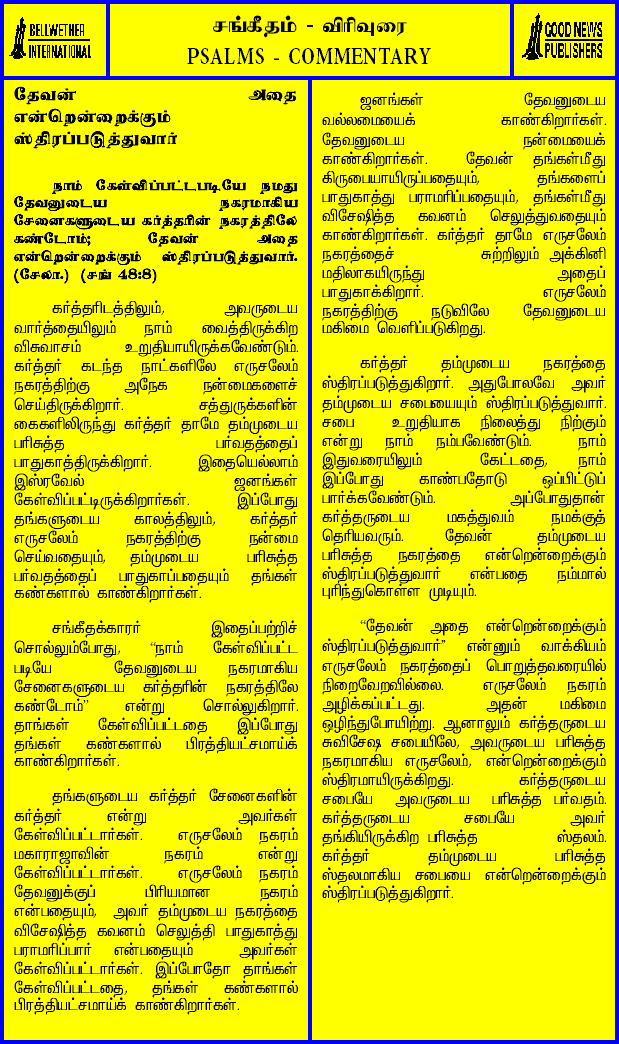 BELLWETHER
INTERNATIONAL
சங்கீதம் - விரிவுரை
PSALMS - COMMENTARY
GOOD NEWS
PUBLISHERS
தேவன் அதை
என்றென்றைக்கும்
ஸ்திரப்படுத்துவார்
நாம் கேள்விப்பட்டபடியே நமது
தேவனுடைய நகரமாகிய
சேனைகளுடைய கர்த்தரின் நகரத்திலே
கண்டோம்; தேவன் அதை
என்றென்றைக்கும் ஸ்திரப்படுத்துவார்.
(சேலா.) (சங் 48:8)
கர்த்தரிடத்திலும், அவருடைய
வார்த்தையிலும் நாம் வைத்திருக்கிற
விசுவாசம் உறுதியாயிருக்கவேண்டும்.
கர்த்தர் கடந்த நாட்களிலே எருசலேம்
நகரத்திற்கு அநேக நன்மைகளைச்
செய்திருக்கிறார். சத்துருக்களின்
கைகளிலிருந்து கர்த்தர் தாமே தம்முடைய
பரிசுத்த பர்வதத்தைப்
பாதுகாத்திருக்கிறார். இதையெல்லாம்
இஸ்ரவேல் ஜனங்கள்
கேள்விப்பட்டிருக்கிறார்கள். இப்போது
தங்களுடைய காலத்திலும், கர்த்தர்
எருசலேம் நகரத்திற்கு நன்மை
செய்வதையும், தம்முடைய பரிசுத்த
பர்வதத்தைப் பாதுகாப்பதையும் தங்கள்
கண்களால் காண்கிறார்கள்.
சங்கீதக்காரர் இதைப்பற்றிச்
சொல்லும்போது, “நாம் கேள்விப்பட்ட
படியே தேவனுடைய நகரமாகிய
சேனைகளுடைய கர்த்தரின் நகரத்திலே
கண்டோம்” என்று சொல்லுகிறார்.
தாங்கள் கேள்விப்பட்டதை இப்போது
தங்கள் கண்களால் பிரத்தியட்சமாய்க்
காண்கிறார்கள்.
தங்களுடைய கர்த்தர் சேனைகளின்
கர்த்தர் என்று அவர்கள்
கேள்விப்பட்டார்கள். எருசலேம் நகரம்
மகாராஜாவின் நகரம் என்று
கேள்விப்பட்டார்கள். எருசலேம் நகரம்
தேவனுக்குப் பிரியமான நகரம்
என்பதையும், அவர் தம்முடைய நகரத்தை
விசேஷித்த கவனம் செலுத்தி பாதுகாத்து
பராமரிப்பார் என்பதையும் அவர்கள்
கேள்விப்பட்டார்கள். இப்போதோ தாங்கள்
கேள்விப்பட்டதை, தங்கள் கண்களால்
பிரத்தியட்சமாய்க் காண்கிறார்கள்.
ஜனங்கள் தேவனுடைய
வல்லமையைக் காண்கிறார்கள்.
தேவனுடைய நன்மையைக்
காண்கிறார்கள். தேவன் தங்கள்மீது
கிருபையாயிருப்பதையும், தங்களைப்
பாதுகாத்து பராமரிப்பதையும், தங்கள்மீது
விசேஷித்த கவனம் செலுத்துவதையும்
காண்கிறார்கள். கர்த்தர் தாமே எருசலேம்
நகரத்தைச் சுற்றிலும் அக்கினி
மதிலாகயிருந்து அதைப்
பாதுகாக்கிறார். எருசலேம்
நகரத்திற்கு நடுவிலே தேவனுடைய
மகிமை வெளிப்படுகிறது.
கர்த்தர் தம்முடைய நகரத்தை
ஸ்திரப்படுத்துகிறார். அதுபோலவே அவர்
தம்முடைய சபையையும் ஸ்திரப்படுத்துவார்.
சபை உறுதியாக நிலைத்து நிற்கும்
என்று நாம் நம்பவேண்டும். நாம்
இதுவரையிலும் கேட்டதை, நாம்
இப்போது காண்பதோடு ஒப்பிட்டுப்
பார்க்கவேண்டும். அப்போதுதான்
கர்த்தருடைய மகத்துவம் நமக்குத்
தெரியவரும். தேவன் தம்முடைய
பரிசுத்த நகரத்தை என்றென்றைக்கும்
ஸ்திரப்படுத்துவார் என்பதை நம்மால்
புரிந்துகொள்ள முடியும்.
“தேவன் அதை என்றென்றைக்கும்
ஸ்திரப்படுத்துவார்” என்னும் வாக்கியம்
எருசலேம் நகரத்தைப் பொறுத்தவரையில்
நிறைவேறவில்லை. எருசலேம் நகரம்
அழிக்கப்பட்டது. அதன் மகிமை
ஒழிந்துபோயிற்று. ஆனாலும் கர்த்தருடைய
சுவிசேஷ சபையிலே, அவருடைய பரிசுத்த
நகரமாகிய எருசலேம், என்றென்றைக்கும்
ஸ்திரமாயிருக்கிறது. கர்த்தருடைய
சபையே அவருடைய பரிசுத்த பர்வதம்.
கர்த்தருடைய சபையே அவர்
தங்கியிருக்கிற பரிசுத்த ஸ்தலம்.
கர்த்தர் தம்முடைய பரிசுத்த
ஸ்தலமாகிய சபையை என்றென்றைக்கும்
ஸ்திரப்படுத்துகிறார்.